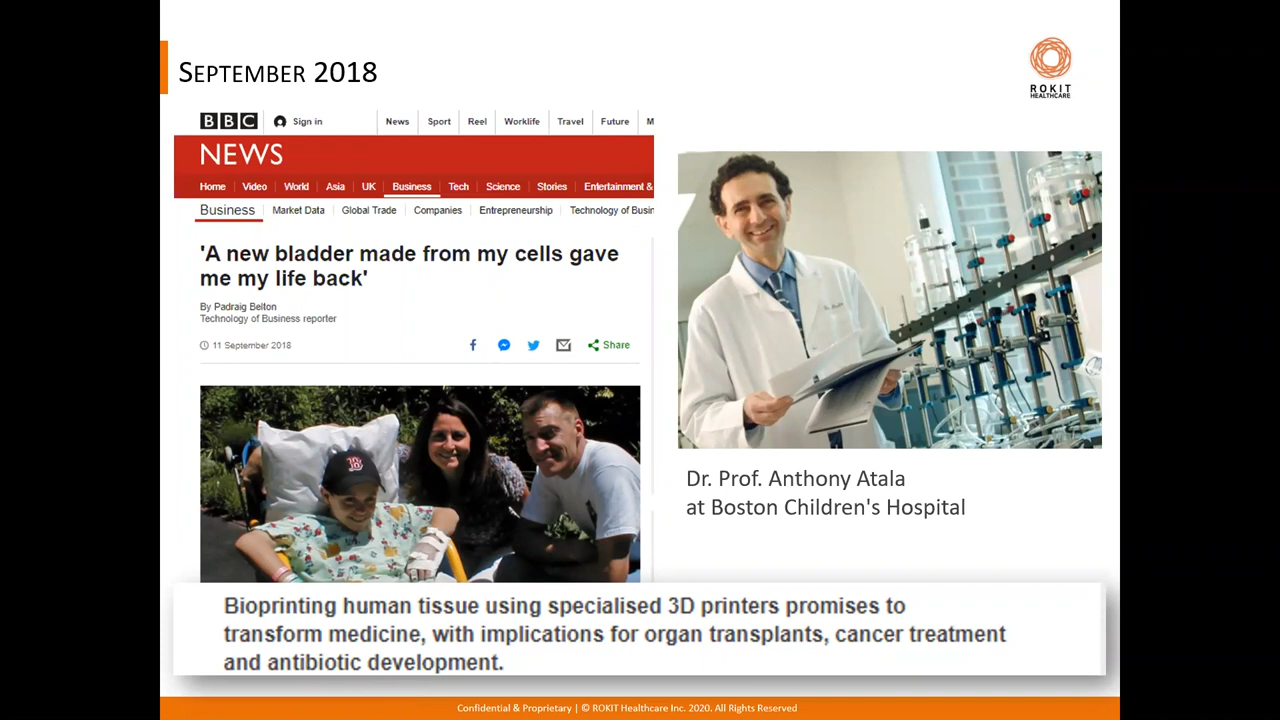 SEPTEMBER 2018
ROKIT
HEALTHCARE
BBC Sign in News Sport Reel Worklife Travel Future M
NEWS
Home Video World Asia UK Business Tech Science Stories Entertainment &
Business Market Data Global Trade Companies Entrepreneurship Technology of Busin
'A new bladder made from my cells gave
me my life back'
By Padraig Belton
Technology of Business reporter
11 September 2018 Share
B
Dr. Prof. Anthony Atala
at Boston Children's Hospital
Bioprinting human tissue using specialised 3D printers promises to
transform medicine, with implications for organ transplants, cancer treatment
and antibiotic development.
Confidential & Proprietary | © ROKIT Healthcare Inc. 2020. All Rights Reserved